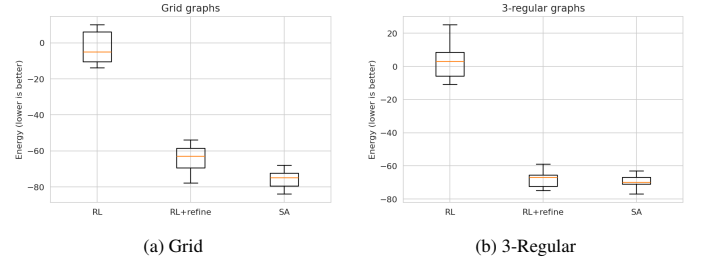 Grid graphs
Energy (lower is better)
0
−20
−40
−60
−80
RL
RL+refine
SA
(a) Grid
3-regular graphs
Energy (lower is better)
20
0
−20
−40
−60
−80
RL
RL+refine
SA
(b) 3-Regular